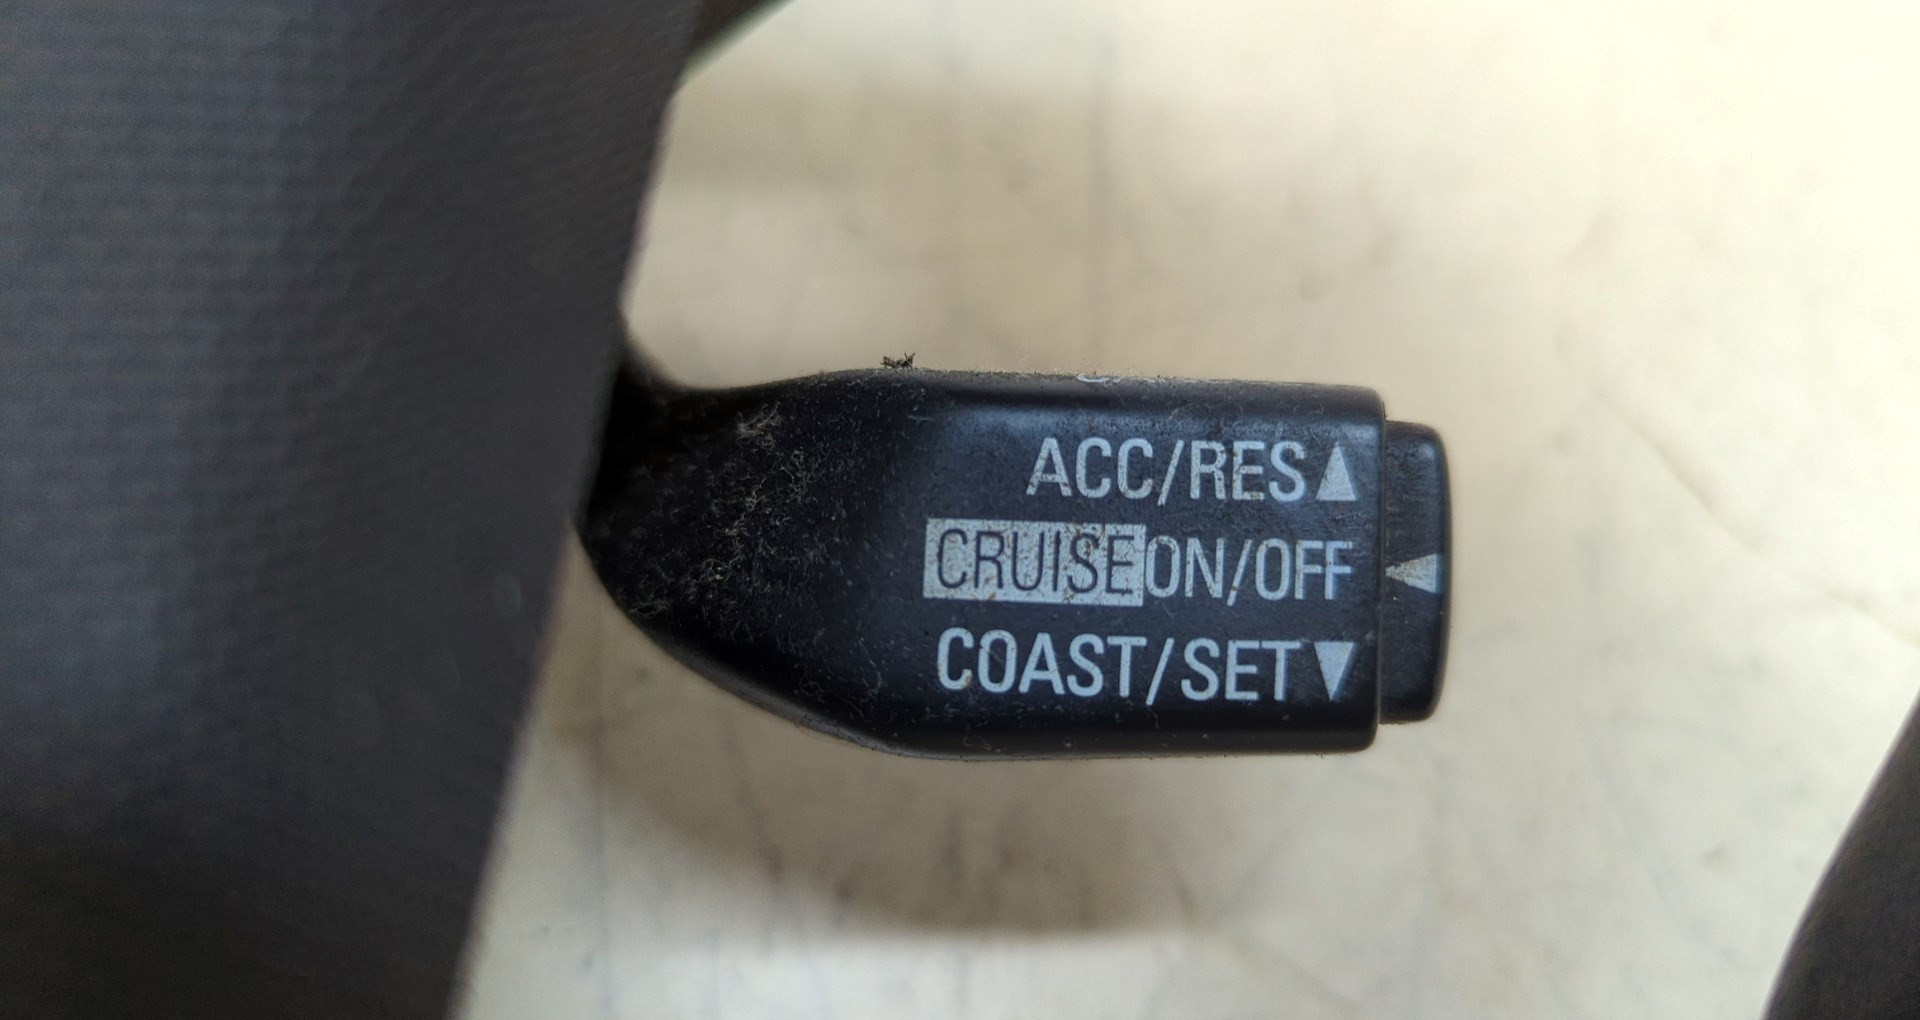 ACC/RES▲
CRUISE ON/OFF ◀
COAST/SET▼